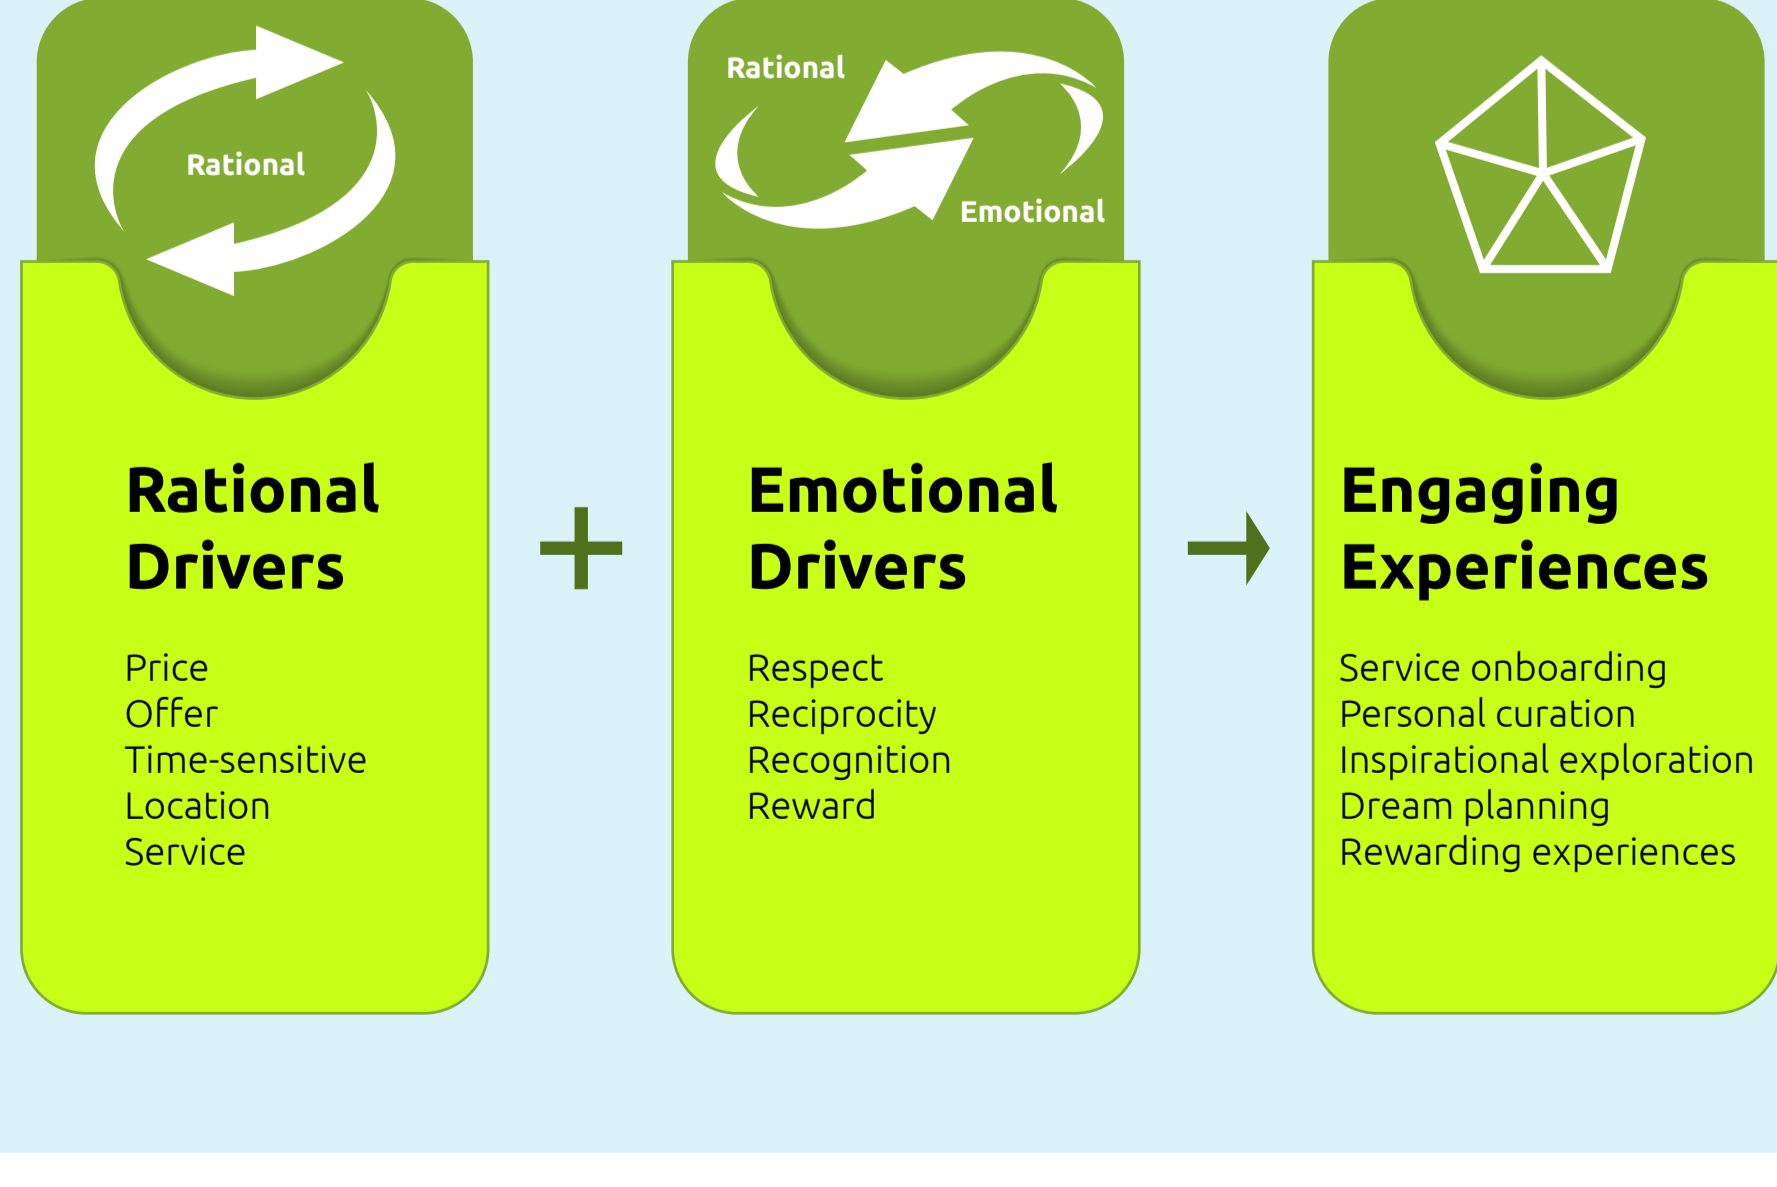 Rational
Rational
Emotional
Rational
Drivers
Price
Offer
Time-sensitive
Location
Service
Emotional
Drivers
Respect
Reciprocity
Recognition
Reward
Engaging
Experiences
Service onboarding
Personal curation
Inspirational exploration
Dream planning
Rewarding experiences